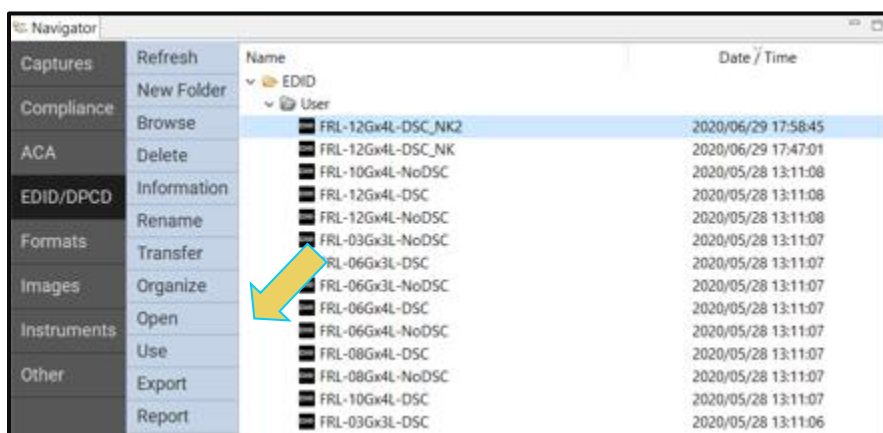 Navigator
Captures
Compliance
ACA
EDID/DPCD
Formats
Images
Instruments
Other
Refresh
New Folder
Browse
Delete
Information
Rename
Transfer
Organize
Open
Use
Export
Report
Name Date / Time
EDID
User
FRL-12Gx4L-DSC_NK2 2020/06/29 17:58:45
FRL-12Gx4L-DSC_NK 2020/06/29 17:47:01
FRL-10Gx4L-NoDSC 2020/05/28 13:11:08
FRL-12Gx4L-DSC 2020/05/28 13:11:08
FRL-12Gx4L-NoDSC 2020/05/28 13:11:08
FRL-03Gx3L-NoDSC 2020/05/28 13:11:07
FRL-06Gx3L-DSC 2020/05/28 13:11:07
FRL-06Gx3L-NoDSC 2020/05/28 13:11:07
FRL-06Gx4L-DSC 2020/05/28 13:11:07
FRL-06Gx4L-NoDSC 2020/05/28 13:11:07
FRL-08Gx4L-DSC 2020/05/28 13:11:07
FRL-08Gx4L-NoDSC 2020/05/28 13:11:07
FRL-10Gx4L-DSC 2020/05/28 13:11:07
FRL-03Gx3L-DSC 2020/05/28 13:11:06